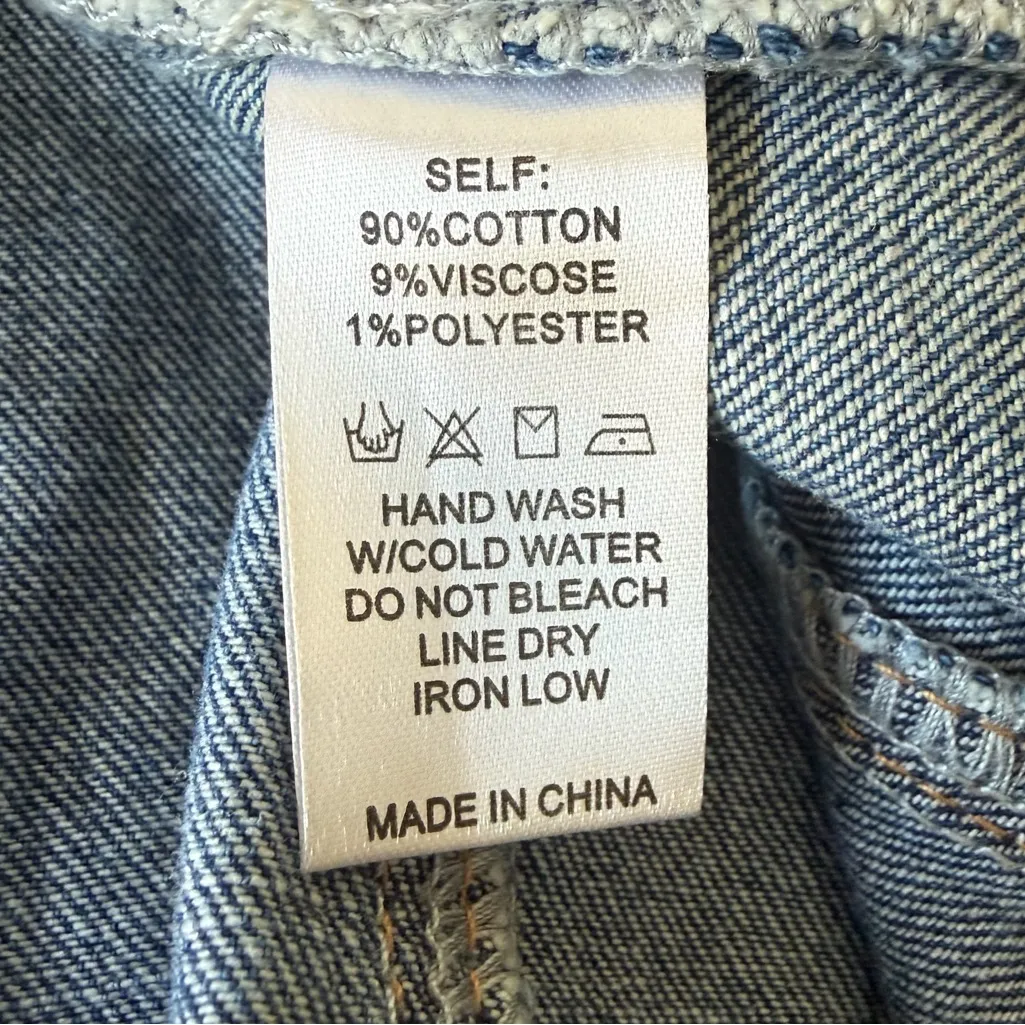 SELF:
90%COTTON
9%VISCOSE
1%POLYESTER
HAND WASH
W/COLD WATER
DO NOT BLEACH
LINE DRY
IRON LOW
MADE IN CHINA